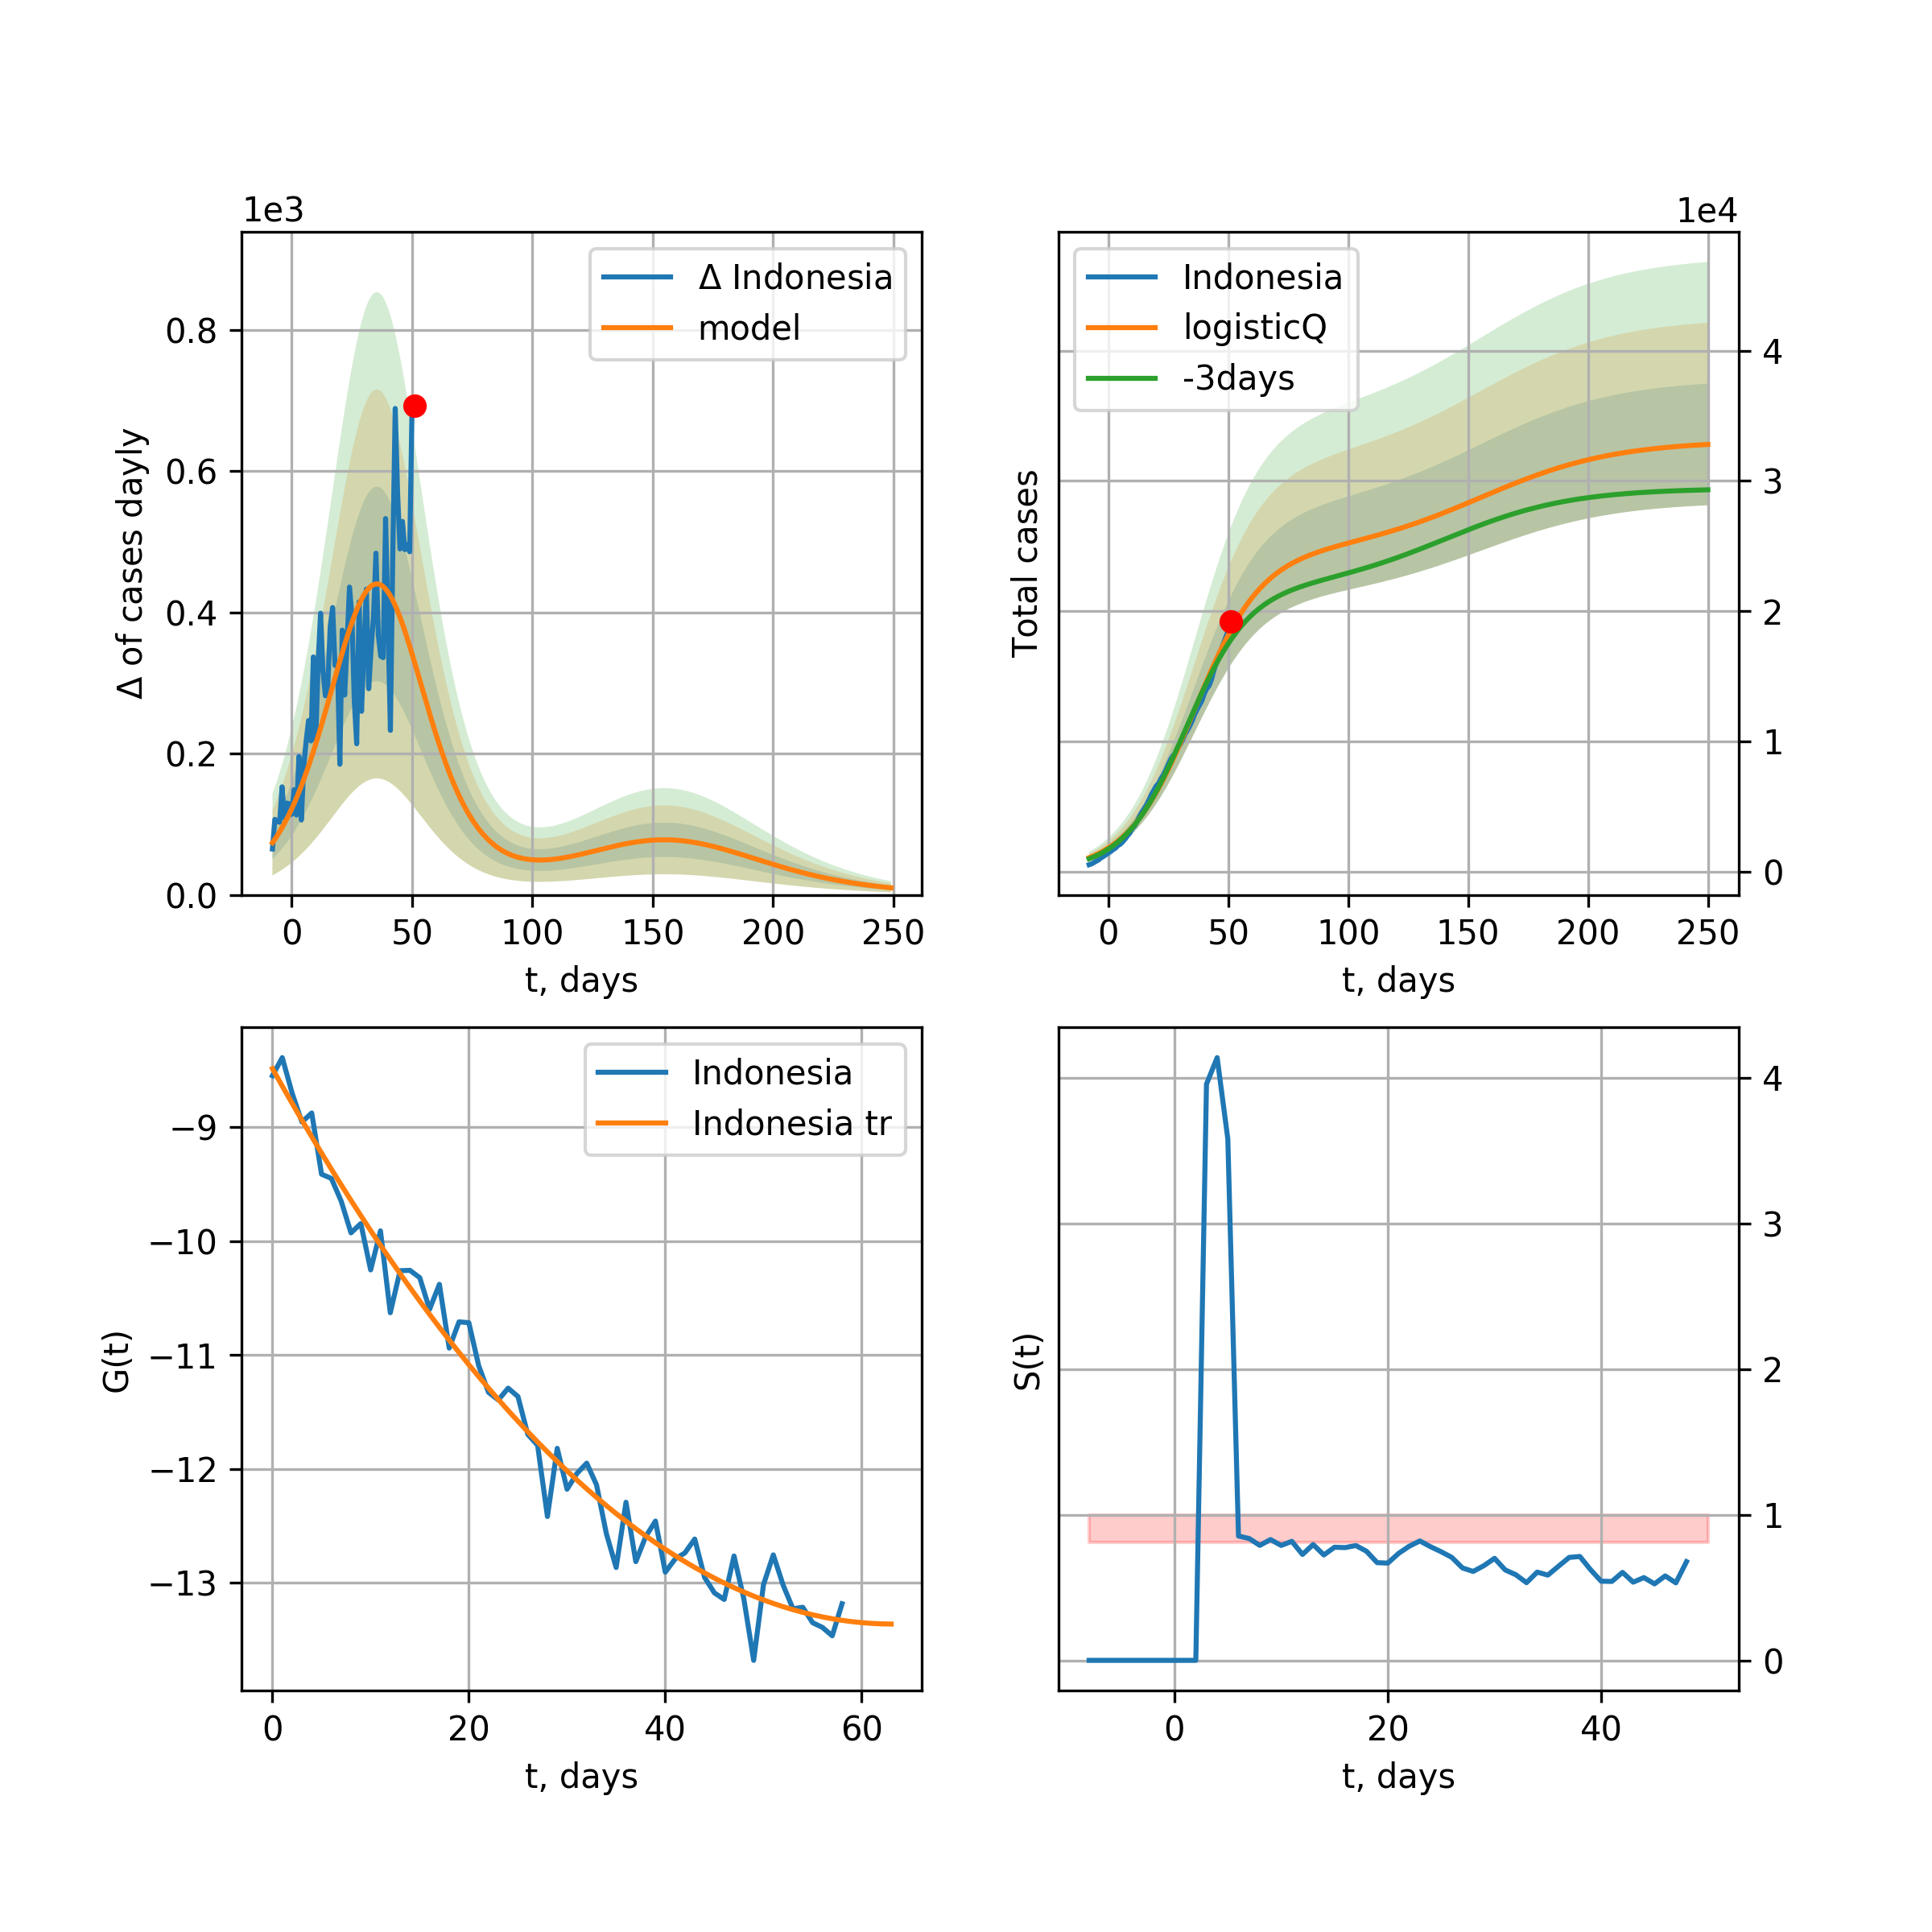 1e3
Δ of cases dayly
0.8
0.6
0.4
0.2
0.0
Δ Indonesia
model
0 50 100 150 200 250
t, days
1e4
Total cases
Indonesia
logisticQ
-3days
4
3
2
1
0
0 50 100 150 200 250
t, days
G(t)
−9
−10
−11
−12
−13
Indonesia
Indonesia tr
0 20 40 60
t, days
S(t)
4
3
2
1
0
0 20 40
t, days